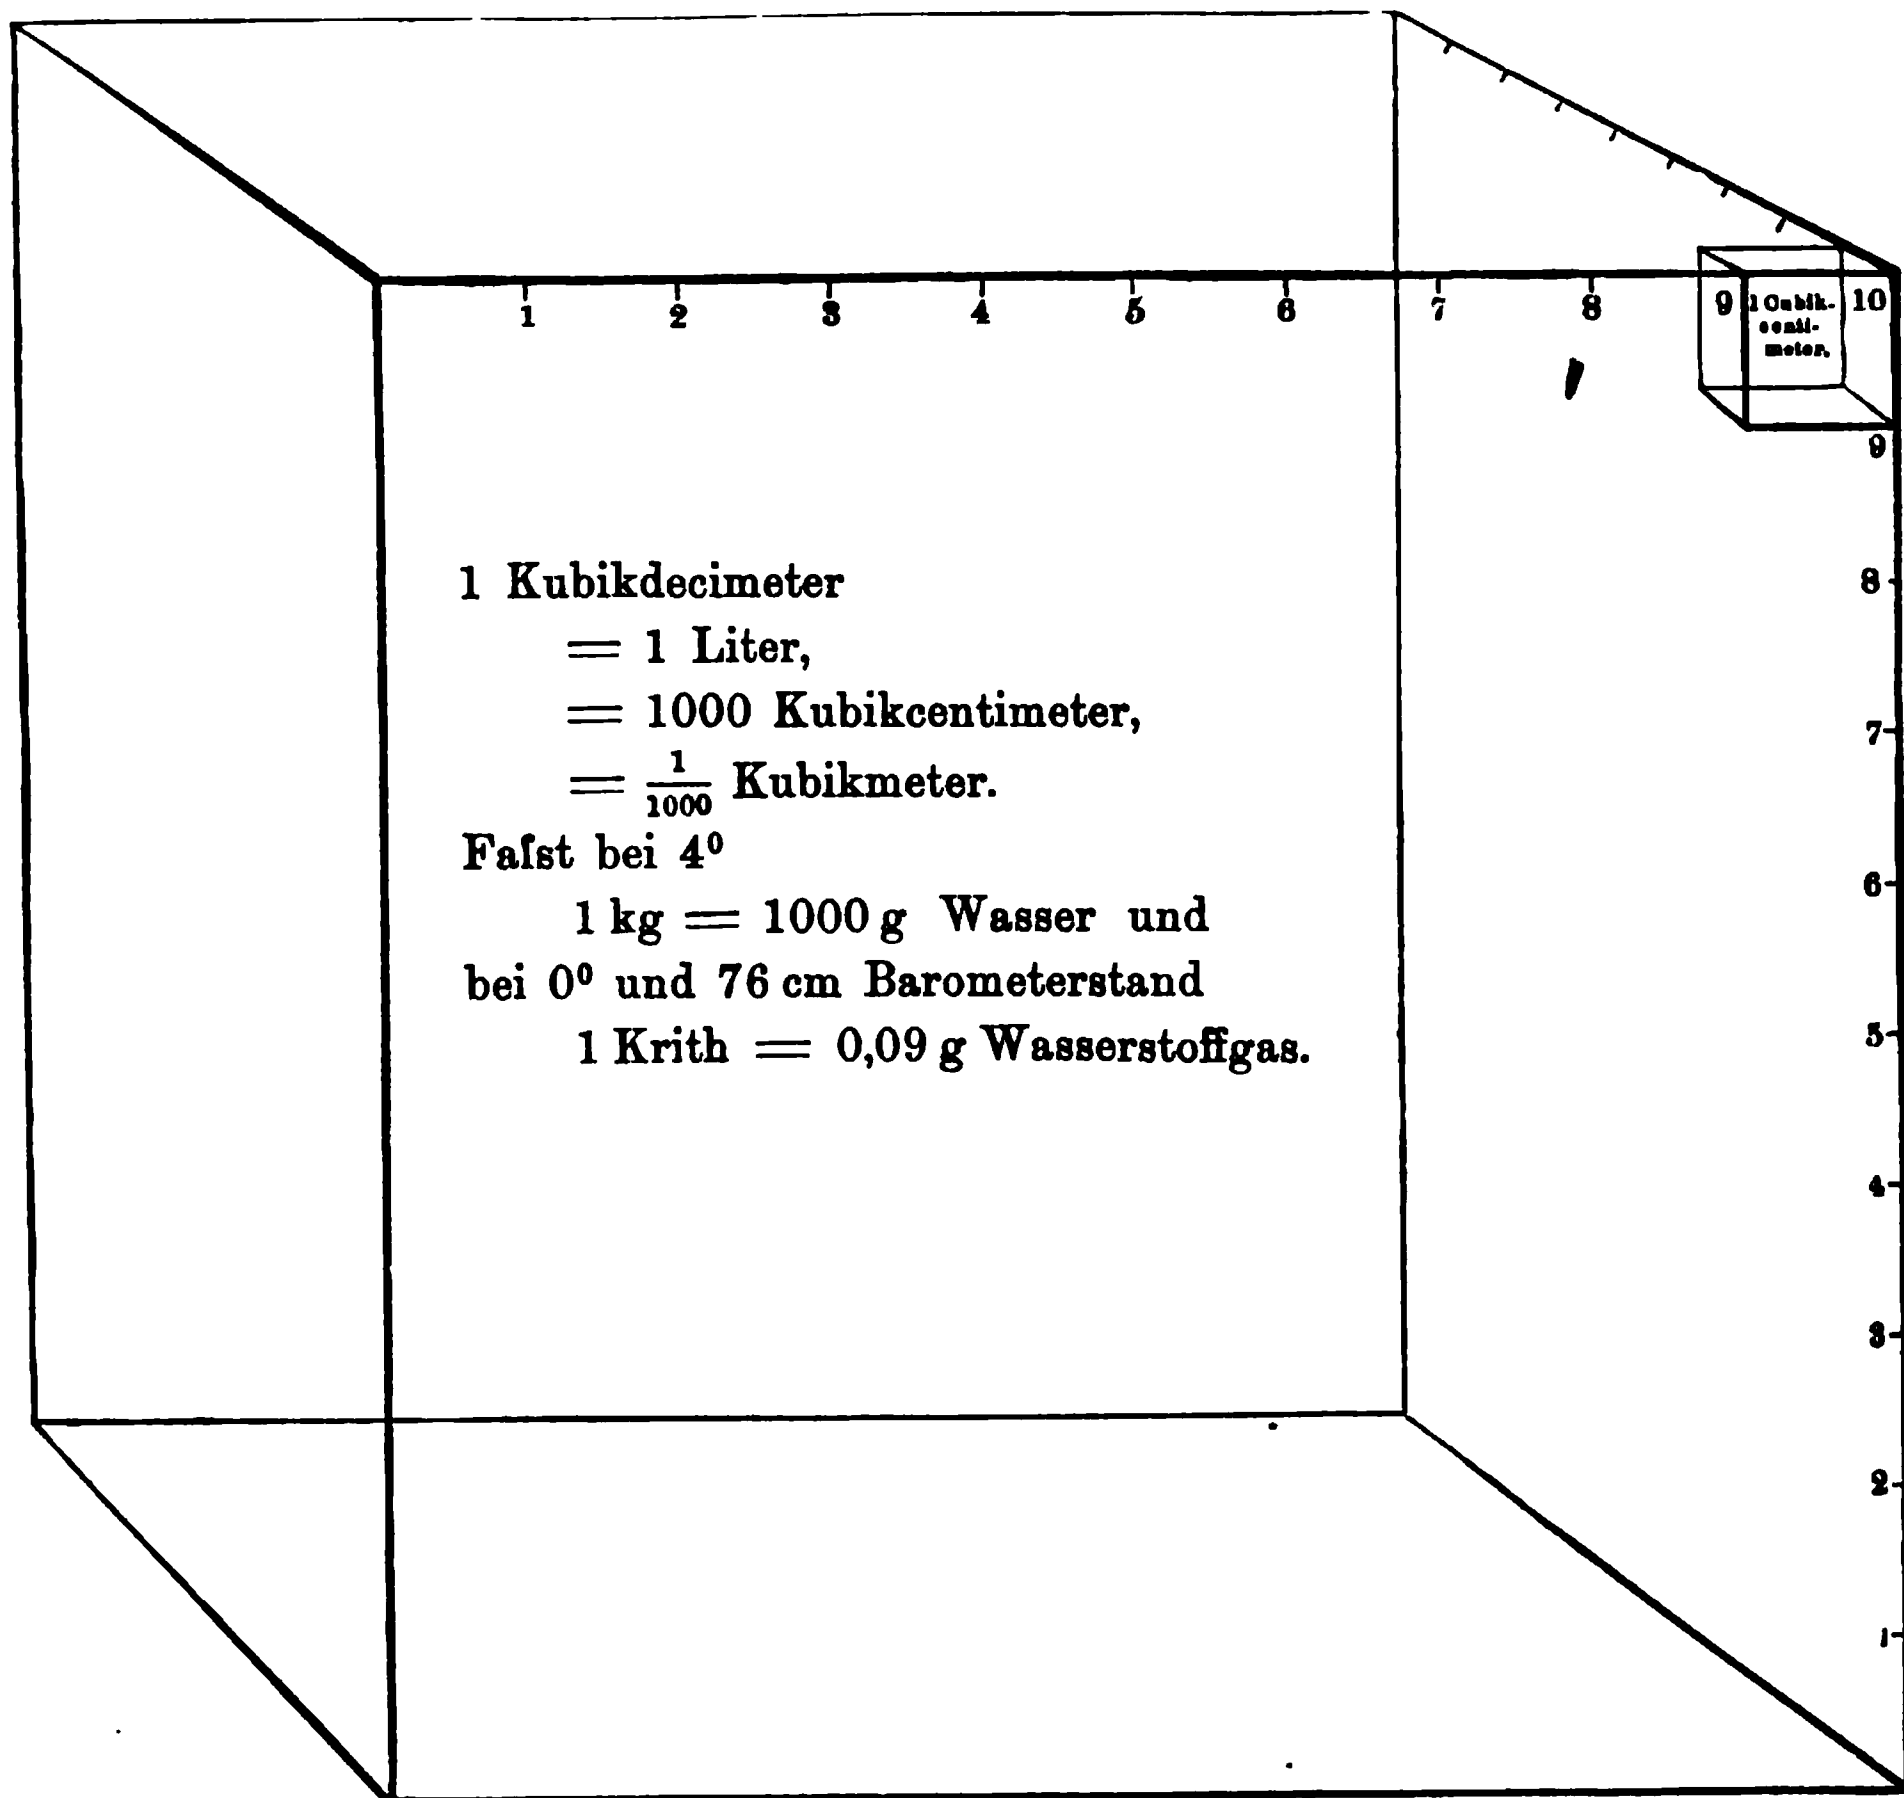 1 2 3 4 5 6 7 8 9 10
1 Cubik-
centi-
meter.
9
8
7
6
5
4
3
2
1
1 Kubikdecimeter
= 1 Liter,
= 1000 Kubikcentimeter,
= 1/1000 Kubikmeter.
Faſst bei 4⁰
1 kg = 1000 g Wasser und
bei 0⁰ und 76 cm Barometerstand
1 Krith = 0,09 g Wasserstoffgas.